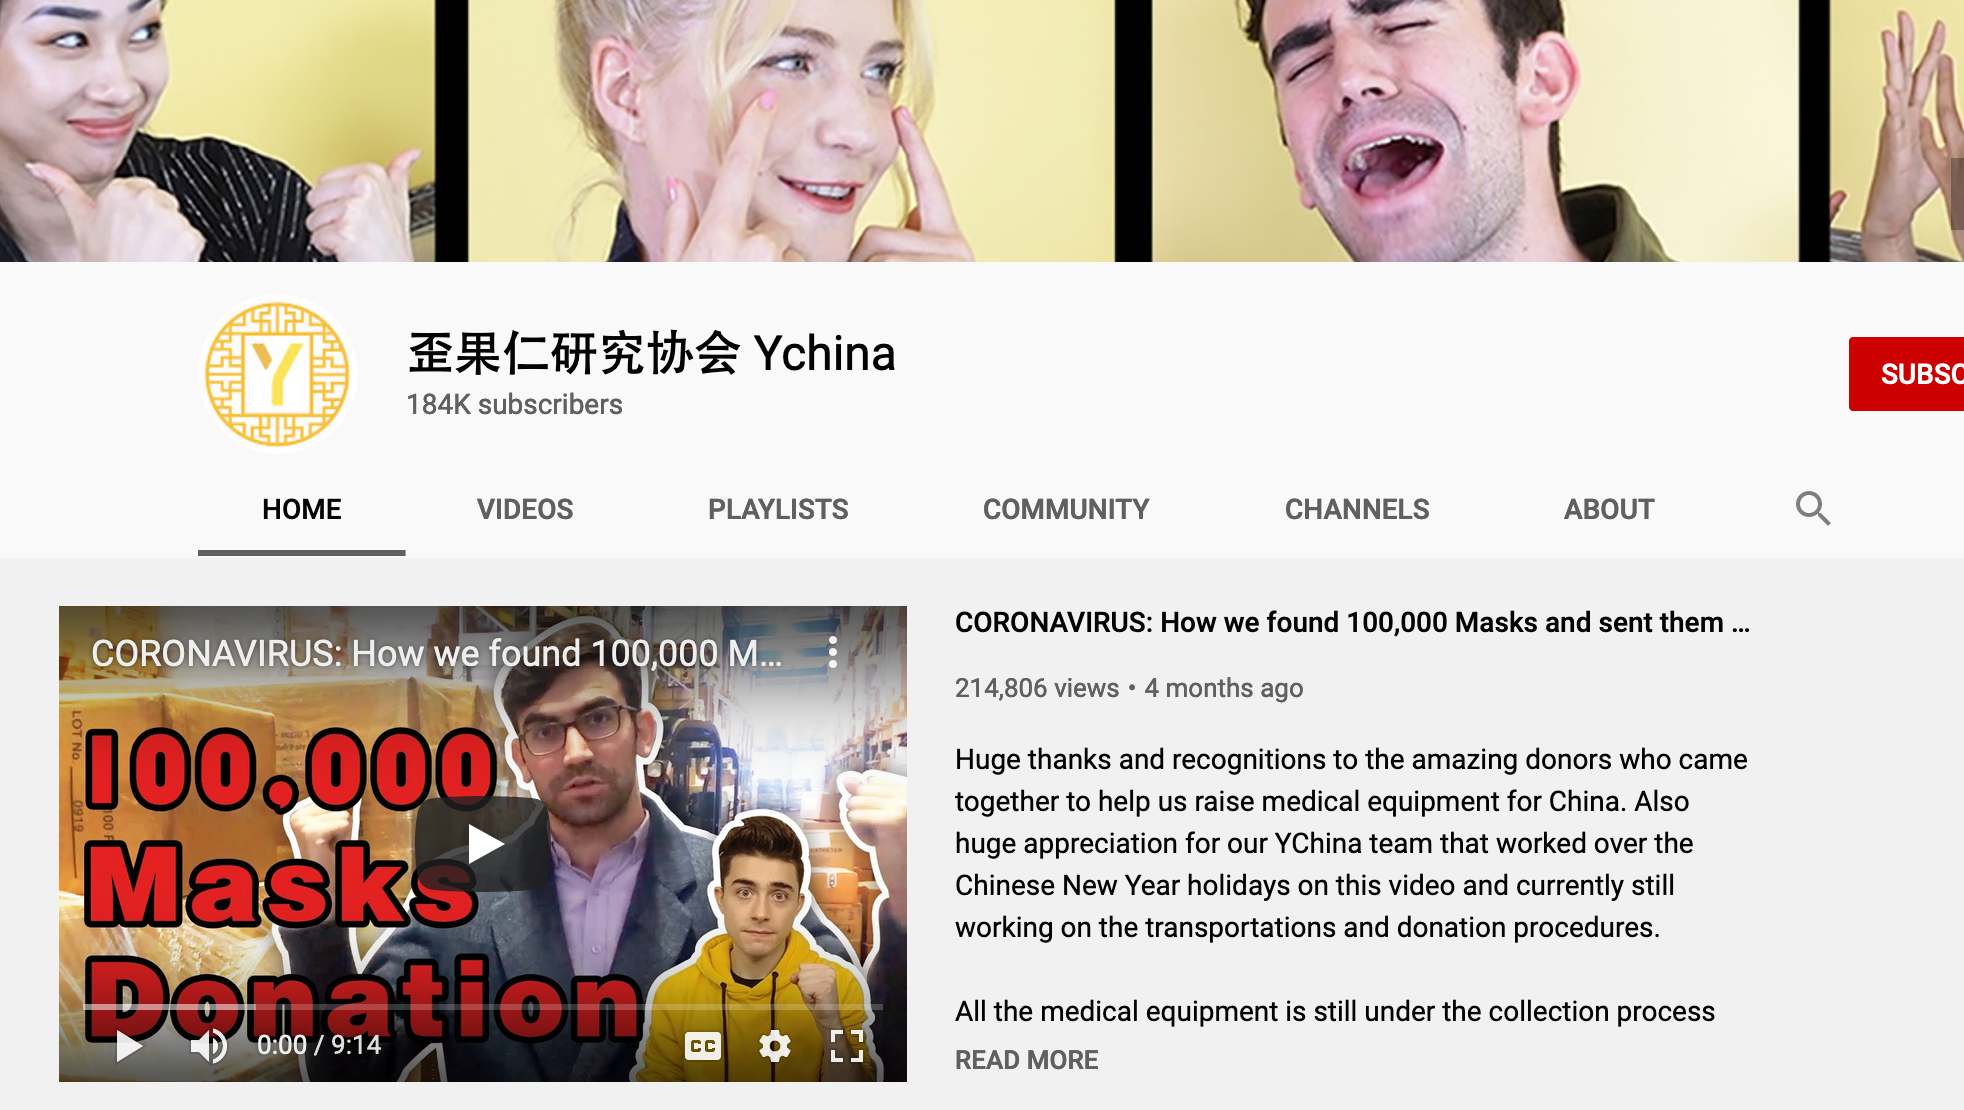 Y
歪果仁研究协会 Ychina
184K subscribers
SUBSC
HOME VIDEOS PLAYLISTS COMMUNITY CHANNELS ABOUT
CORONAVIRUS: How we found 100,000 M...
100,000
Masks
Donation
LOT No.
0919
0:00 / 9:14
CC
CORONAVIRUS: How we found 100,000 Masks and sent them ...
214,806 views • 4 months ago
Huge thanks and recognitions to the amazing donors who came
together to help us raise medical equipment for China. Also
huge appreciation for our YChina team that worked over the
Chinese New Year holidays on this video and currently still
working on the transportations and donation procedures.
All the medical equipment is still under the collection process
READ MORE